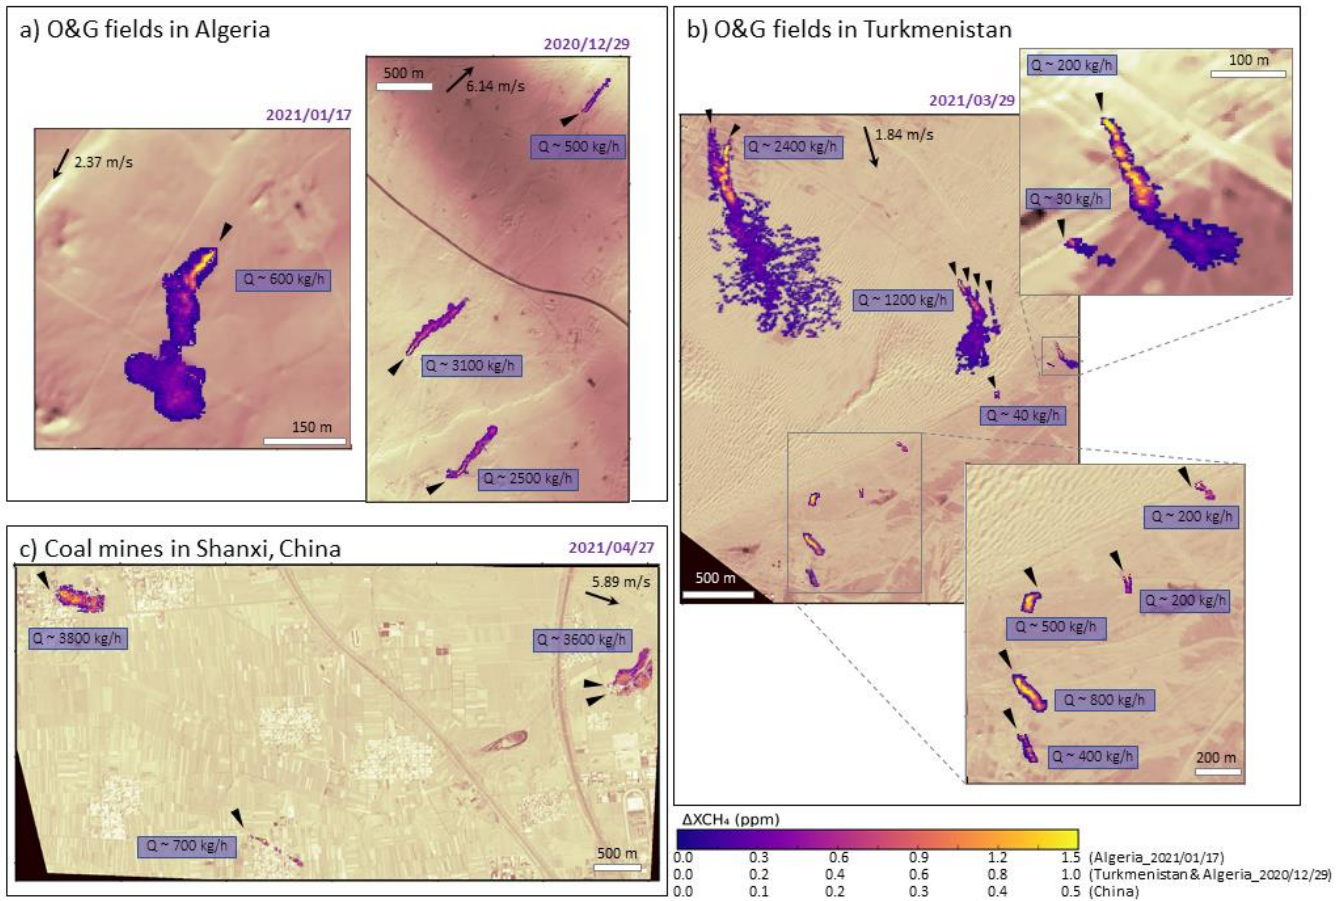 a) O&G fields in Algeria
2021/01/17
2.37 m/s
Q ~ 600 kg/h
150 m
2020/12/29
500 m
6.14 m/s
Q ~ 500 kg/h
Q ~ 3100 kg/h
Q ~ 2500 kg/h
b) O&G fields in Turkmenistan
2021/03/29
1.84 m/s
Q ~ 2400 kg/h
Q ~ 1200 kg/h
Q ~ 40 kg/h
500 m
Q ~ 200 kg/h
100 m
Q ~ 30 kg/h
Q ~ 200 kg/h
Q ~ 200 kg/h
Q ~ 500 kg/h
Q ~ 800 kg/h
Q ~ 400 kg/h
200 m
c) Coal mines in Shanxi, China
2021/04/27
5.89 m/s
Q ~ 3800 kg/h
Q ~ 3600 kg/h
Q ~ 700 kg/h
500 m
ΔXCH₄ (ppm)
0.0 0.3 0.6 0.9 1.2 1.5 (Algeria_2021/01/17)
0.0 0.2 0.4 0.6 0.8 1.0 (Turkmenistan & Algeria_2020/12/29)
0.0 0.1 0.2 0.3 0.4 0.5 (China)